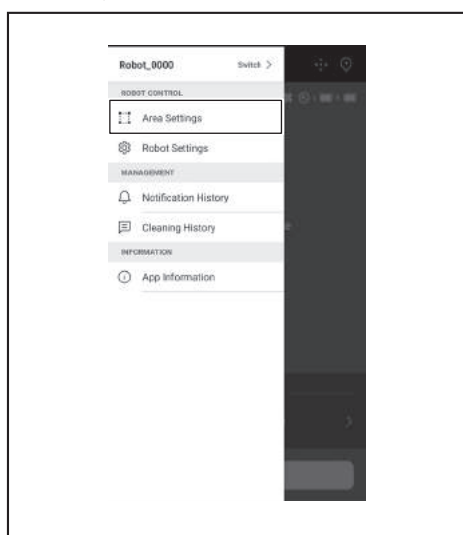 Robot_0000 Switch >
ROBOT CONTROL
Area Settings
Robot Settings
MANAGEMENT
Notification History
Cleaning History
INFORMATION
App Information